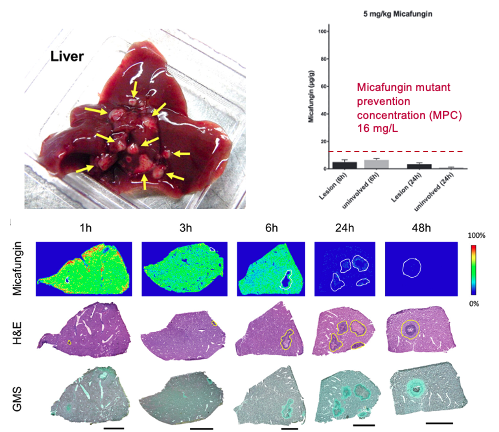 Liver
5 mg/kg Micafungin
Micafungin (µg/g)
100
80
60
40
20
0
Micafungin mutant
prevention
concentration (MPC)
16 mg/L
Lesion (6h)
uninvolved (6h)
Lesion (24h)
uninvolved (24h)
1h
3h
6h
24h
48h
Micafungin
100%
0%
H&E
GMS